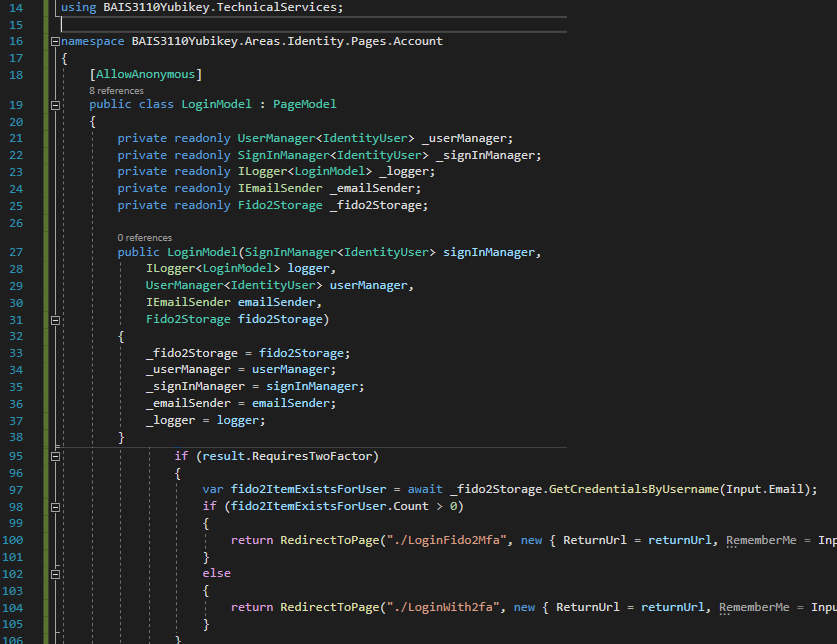 14 using BAIS3110Yubikey.TechnicalServices;
15
16 namespace BAIS3110Yubikey.Areas.Identity.Pages.Account
17 {
18 [AllowAnonymous]
8 references
19 public class LoginModel : PageModel
20 {
21 private readonly UserManager<IdentityUser> _userManager;
22 private readonly SignInManager<IdentityUser> _signInManager;
23 private readonly ILogger<LoginModel> _logger;
24 private readonly IEmailSender _emailSender;
25 private readonly Fido2Storage _fido2Storage;
26
0 references
27 public LoginModel(SignInManager<IdentityUser> signInManager,
28 ILogger<LoginModel> logger,
29 UserManager<IdentityUser> userManager,
30 IEmailSender emailSender,
31 Fido2Storage fido2Storage)
32 {
33 _fido2Storage = fido2Storage;
34 _userManager = userManager;
35 _signInManager = signInManager;
36 _emailSender = emailSender;
37 _logger = logger;
38 }
95 if (result.RequiresTwoFactor)
96 {
97 var fido2ItemExistsForUser = await _fido2Storage.GetCredentialsByUsername(Input.Email);
98 if (fido2ItemExistsForUser.Count > 0)
99 {
100 return RedirectToPage("./LoginFido2Mfa", new { ReturnUrl = returnUrl, RememberMe = Inp
101 }
102 else
103 {
104 return RedirectToPage("./LoginWith2fa", new { ReturnUrl = returnUrl, RememberMe = Inpu
105 }
106 }